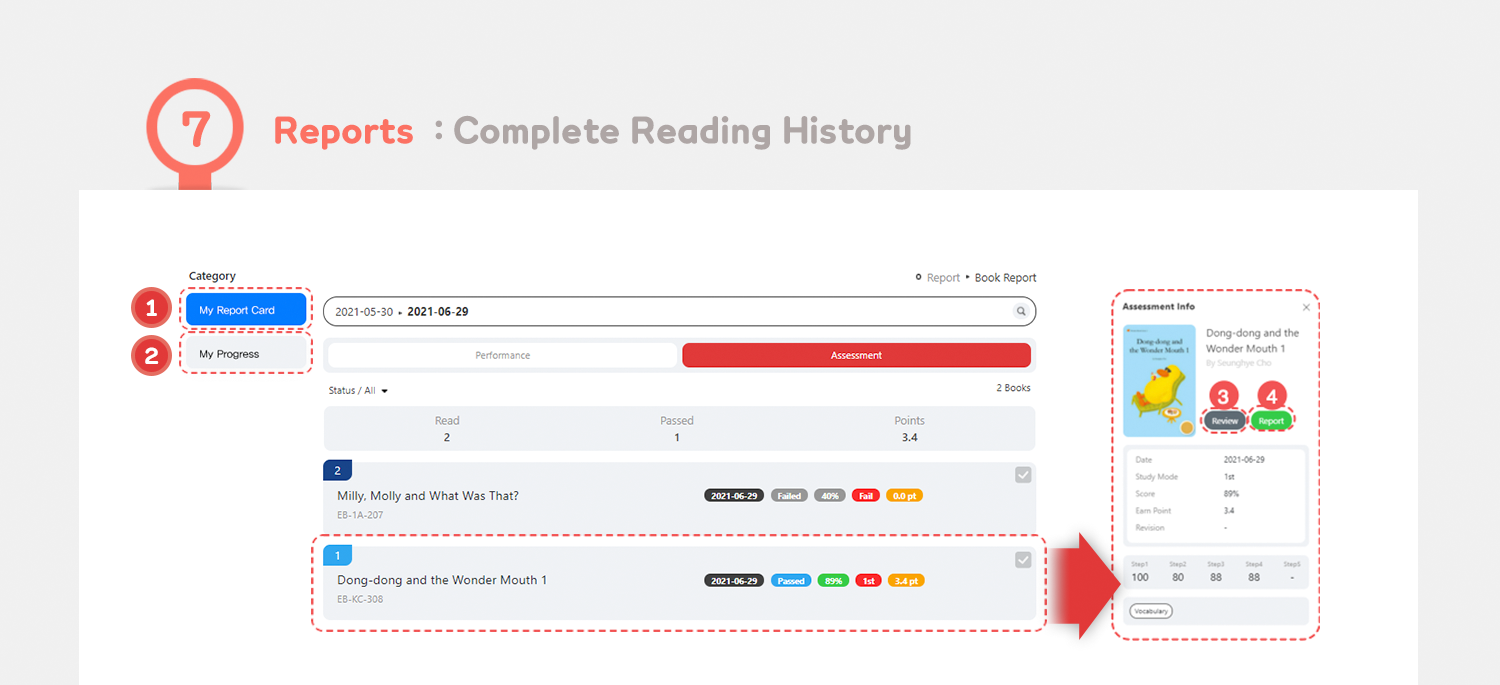 7
Reports : Complete Reading History
Category
Report ▸ Book Report
1
My Report Card
2021-05-30 ▸ 2021-06-29
2
My Progress
Performance
Assessment
Status / All
2 Books
Read
Passed
Points
2
1
3.4
2
Milly, Molly and What Was That?
2021-06-29 Failed 40% Fail 0.0 pt
EB-1A-207
1
Dong-dong and the Wonder Mouth 1
2021-06-29 Passed 89% 1st 3.4 pt
EB-KC-308
Assessment Info
Dong-dong and
the Wonder Mouth 1
Dong-dong and the
Wonder Mouth 1
By Seunghye Cho
3
4
Review
Report
Date 2021-06-29
Study Mode 1st
Score 89%
Earn Point 3.4
Revision -
Step1 Step2 Step3 Step4 Step5
100 80 88 88 -
Vocabulary